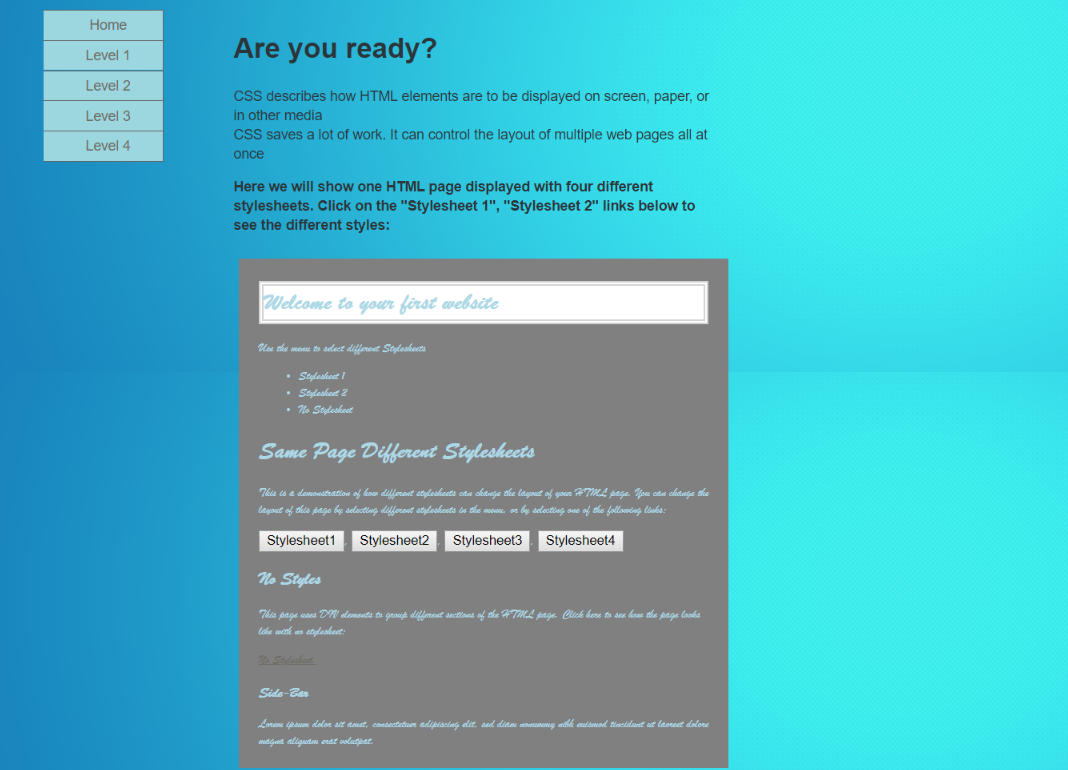 Home
Level 1
Level 2
Level 3
Level 4
Are you ready?
CSS describes how HTML elements are to be displayed on screen, paper, or
in other media
CSS saves a lot of work. It can control the layout of multiple web pages all at
once
Here we will show one HTML page displayed with four different
stylesheets. Click on the "Stylesheet 1", "Stylesheet 2" links below to
see the different styles:
Welcome to your first website
Use the menu to select different Stylesheets
• Stylesheet 1
• Stylesheet 2
• No Stylesheet
Same Page Different Stylesheets
This is a demonstration of how different stylesheets can change the layout of your HTML page. You can change the
layout of this page by selecting different stylesheets in the menu, or by selecting one of the following links:
Stylesheet1, Stylesheet2, Stylesheet3, Stylesheet4
No Styles
This page uses DIV elements to group different sections of the HTML page. Click here to see how the page looks
like with no stylesheet:
No Stylesheet.
Side-Bar
Lorem ipsum dolor sit amet, consectetuer adipiscing elit, sed diam nonummy nibh euismod tincidunt ut laoreet dolore
magna aliquam erat volutpat.